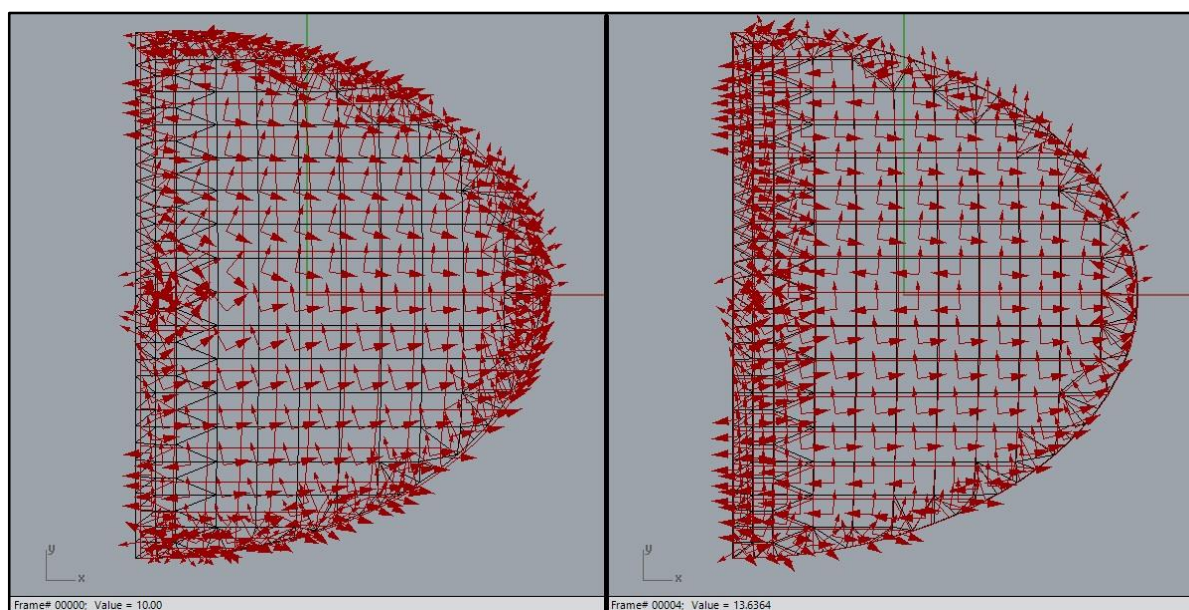 y
x
Frame# 00000; Value = 10.00
y
x
Frame# 00004; Value = 13.6364